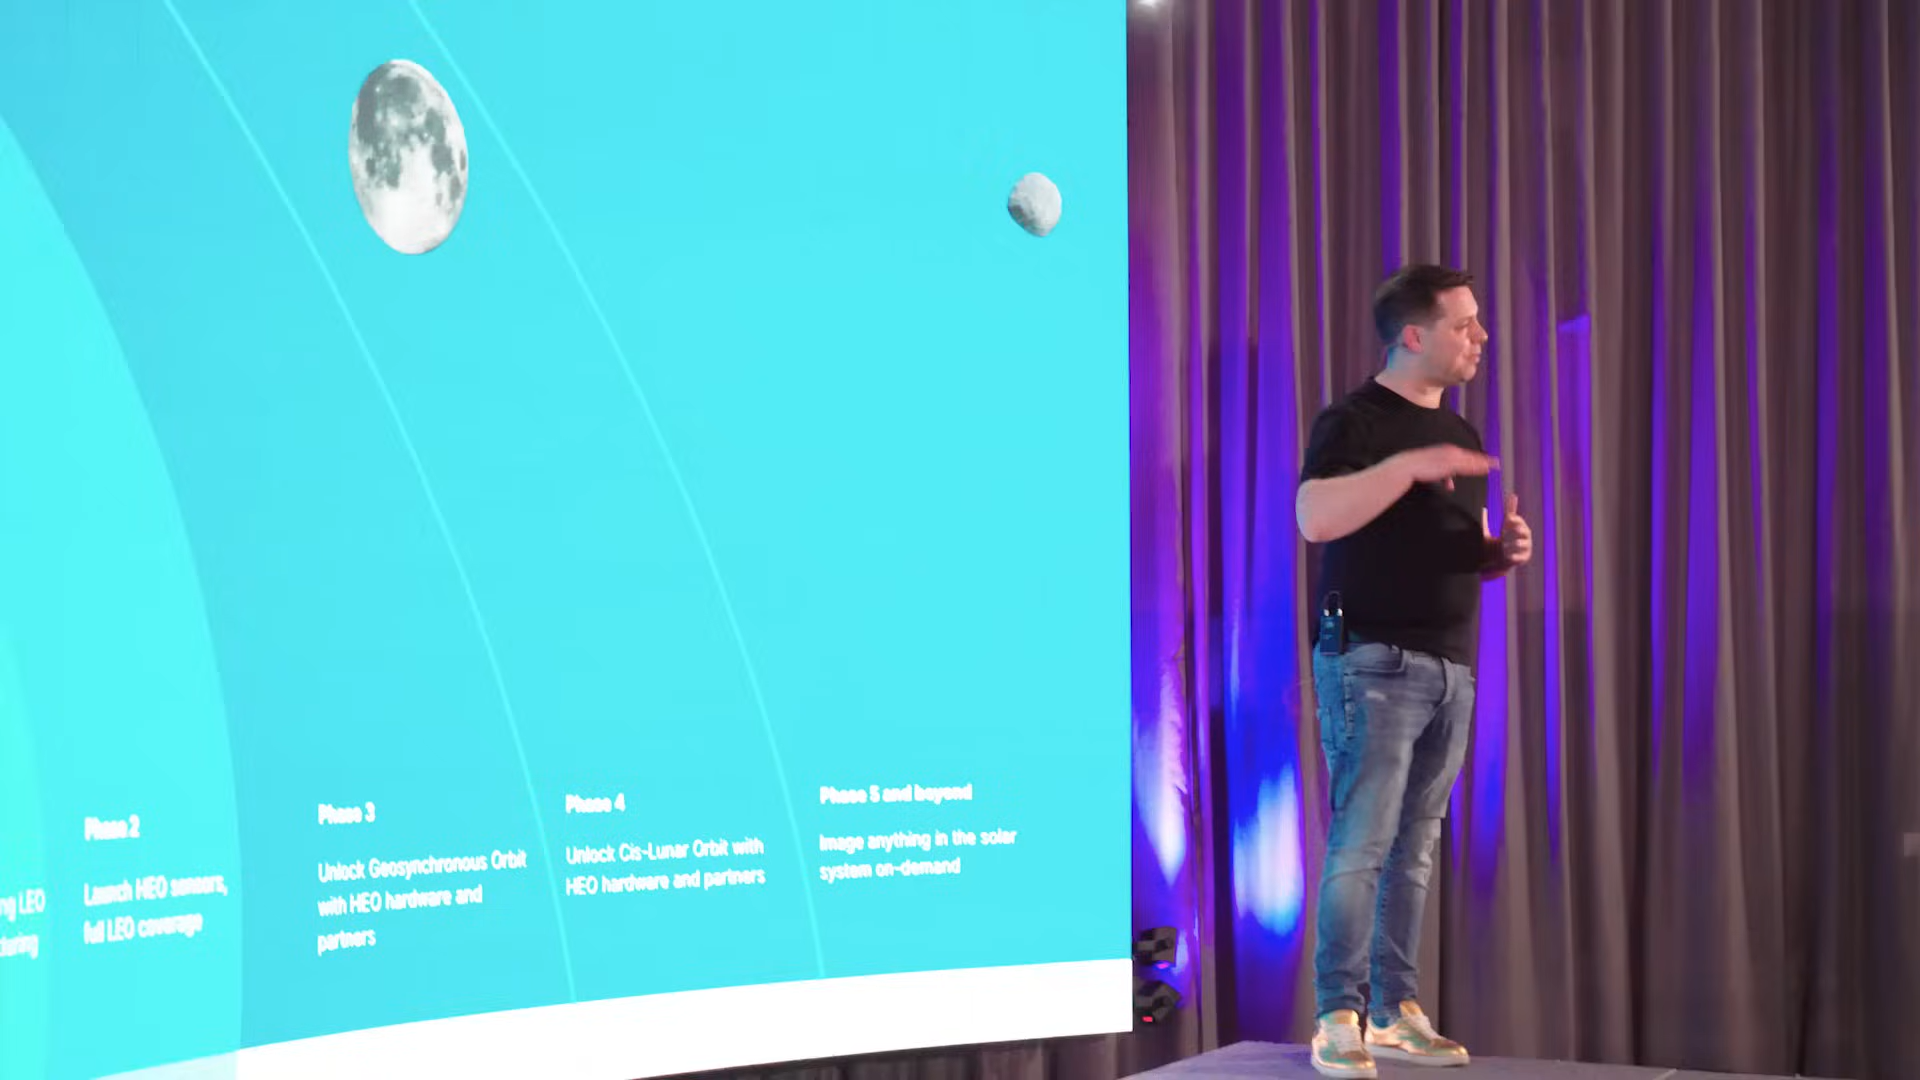 ng LEO
Phase 2
Launch HEO sensors,
full LEO coverage
Phase 3
Unlock Geosynchronous Orbit
with HEO hardware and
partners
Phase 4
Unlock Cis-Lunar Orbit with
HEO hardware and partners
Phase 5 and beyond
Image anything in the solar
system on-demand